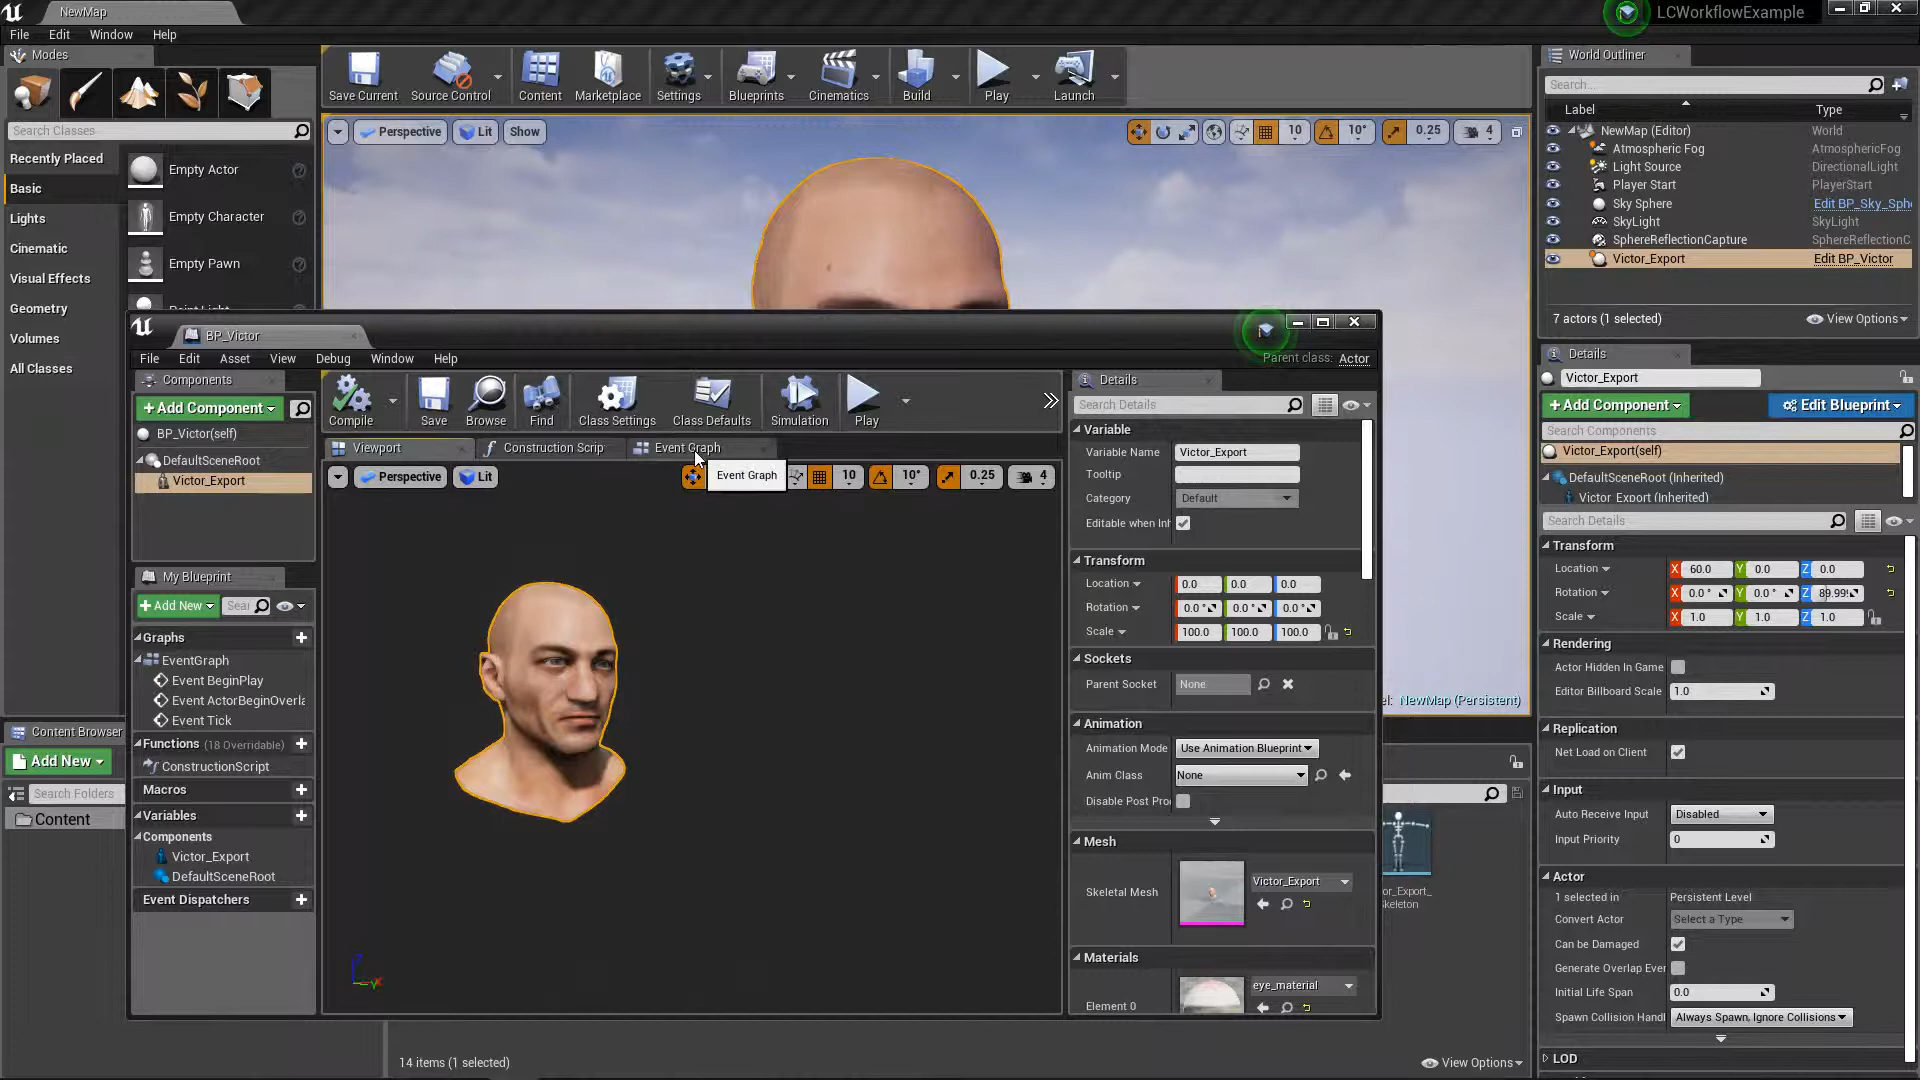 NewMap
LCWorkflowExample
File Edit Window Help
Modes
Search Classes
Recently Placed
Basic
Lights
Cinematic
Visual Effects
Geometry
Volumes
All Classes
Empty Actor
Empty Character
Empty Pawn
Save Current
Source Control
Content
Marketplace
Settings
Blueprints
Cinematics
Build
Play
Launch
Perspective Lit Show
10 10° 0.25 4
World Outliner
Search...
Label Type
NewMap (Editor) World
Atmospheric Fog AtmosphericFog
Light Source DirectionalLight
Player Start PlayerStart
Sky Sphere Edit BP_Sky_Sph
SkyLight SkyLight
SphereReflectionCapture SphereReflectionC
Victor_Export Edit BP_Victor
7 actors (1 selected) View Options
Details
Victor_Export
+ Add Component Edit Blueprint
Search Components
Victor_Export(self)
DefaultSceneRoot (Inherited)
Victor_Export (Inherited)
Search Details
Transform
Location X 60.0 Y 0.0 Z 0.0
Rotation X 0.0 ° Y 0.0 ° Z 89.99
Scale X 1.0 Y 1.0 Z 1.0
Rendering
Actor Hidden In Game
Editor Billboard Scale 1.0
Replication
Net Load on Client
Input
Auto Receive Input Disabled
Input Priority 0
Actor
1 selected in Persistent Level
Convert Actor Select a Type
Can be Damaged
Generate Overlap Ever
Initial Life Span 0.0
Spawn Collision Handl Always Spawn, Ignore Collisions
LOD
BP_Victor
File Edit Asset View Debug Window Help
Parent class: Actor
Components
+ Add Component
BP_Victor(self)
DefaultSceneRoot
Victor_Export
My Blueprint
+ Add New Sear
Graphs
EventGraph
Event BeginPlay
Event ActorBeginOverla
Event Tick
Functions (18 Overridable)
ConstructionScript
Macros
Variables
Components
Victor_Export
DefaultSceneRoot
Event Dispatchers
Compile
Save
Browse
Find
Class Settings
Class Defaults
Simulation
Play
Viewport
Construction Scrip
Event Graph
Event Graph
Perspective Lit
10 10° 0.25 4
Details
Search Details
Variable
Variable Name Victor_Export
Tooltip
Category Default
Editable when Inh
Transform
Location 0.0 0.0 0.0
Rotation 0.0 ° 0.0 ° 0.0 °
Scale 100.0 100.0 100.0
Sockets
Parent Socket None
Animation
Animation Mode Use Animation Blueprint
Anim Class None
Disable Post Pro
Mesh
Skeletal Mesh Victor_Export
Materials
Element 0 eye_material
el: NewMap (Persistent)
Content Browser
Add New
Search Folders
Content
or_Export_
Skeleton
14 items (1 selected)
View Options